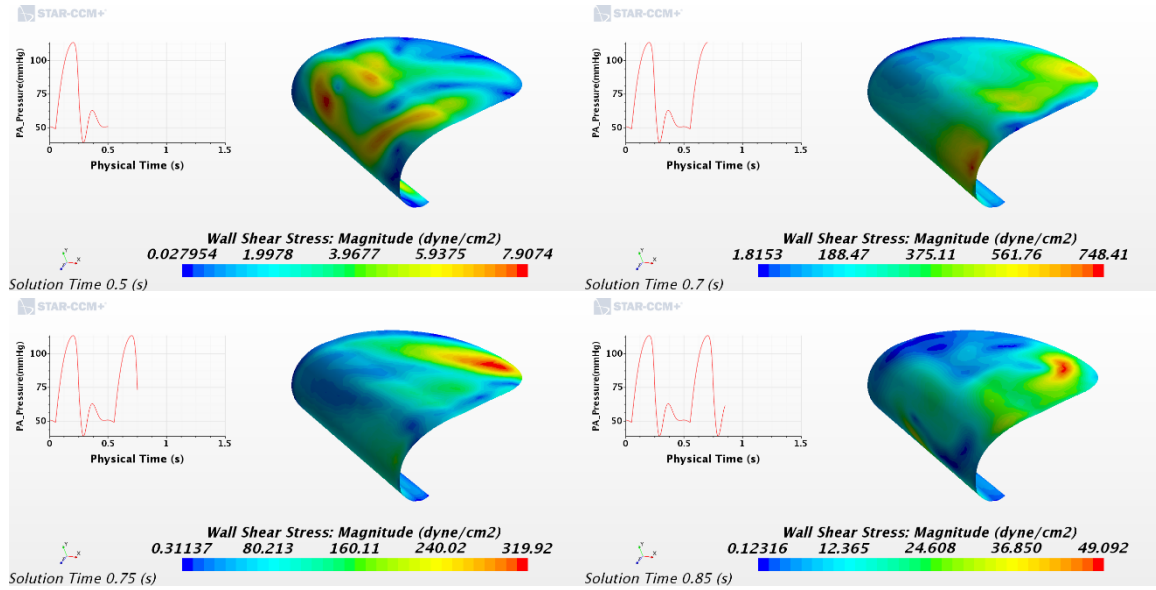 STAR-CCM+
PA_Pressure(mmHg)
100
75
50
0 0.5 1 1.5
Physical Time (s)
Wall Shear Stress: Magnitude (dyne/cm2)
0.027954 1.9978 3.9677 5.9375 7.9074
Y
Z X
Solution Time 0.5 (s)
STAR-CCM+
PA_Pressure(mmHg)
100
75
50
0 0.5 1 1.5
Physical Time (s)
Wall Shear Stress: Magnitude (dyne/cm2)
1.8153 188.47 375.11 561.76 748.41
Y
Z X
Solution Time 0.7 (s)
STAR-CCM+
PA_Pressure(mmHg)
100
75
50
0 0.5 1 1.5
Physical Time (s)
Wall Shear Stress: Magnitude (dyne/cm2)
0.31137 80.213 160.11 240.02 319.92
Y
Z X
Solution Time 0.75 (s)
STAR-CCM+
PA_Pressure(mmHg)
100
75
50
0 0.5 1 1.5
Physical Time (s)
Wall Shear Stress: Magnitude (dyne/cm2)
0.12316 12.365 24.608 36.850 49.092
Y
Z X
Solution Time 0.85 (s)